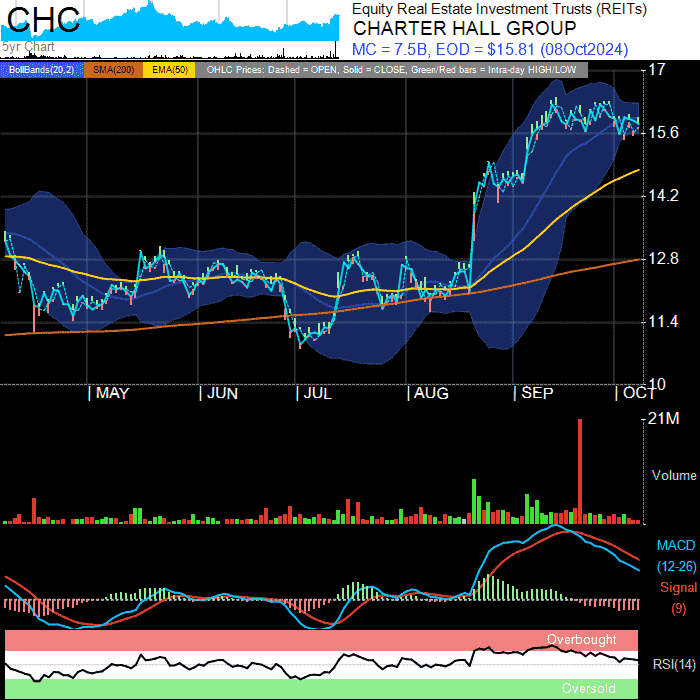 CHC
5yr Chart
Equity Real Estate Investment Trusts (REITs)
CHARTER HALL GROUP
MC = 7.5B, EOD = $15.81 (08Oct2024)
BollBands(20,2) SMA(200) EMA(50) OHLC Prices: Dashed = OPEN, Solid = CLOSE, Green/Red bars = Intra-day HIGH/LOW
17
15.6
14.2
12.8
11.4
10
| MAY | JUN | JUL | AUG | SEP | OCT
21M
Volume
MACD
(12-26)
Signal
(9)
Overbought
RSI(14)
Oversold